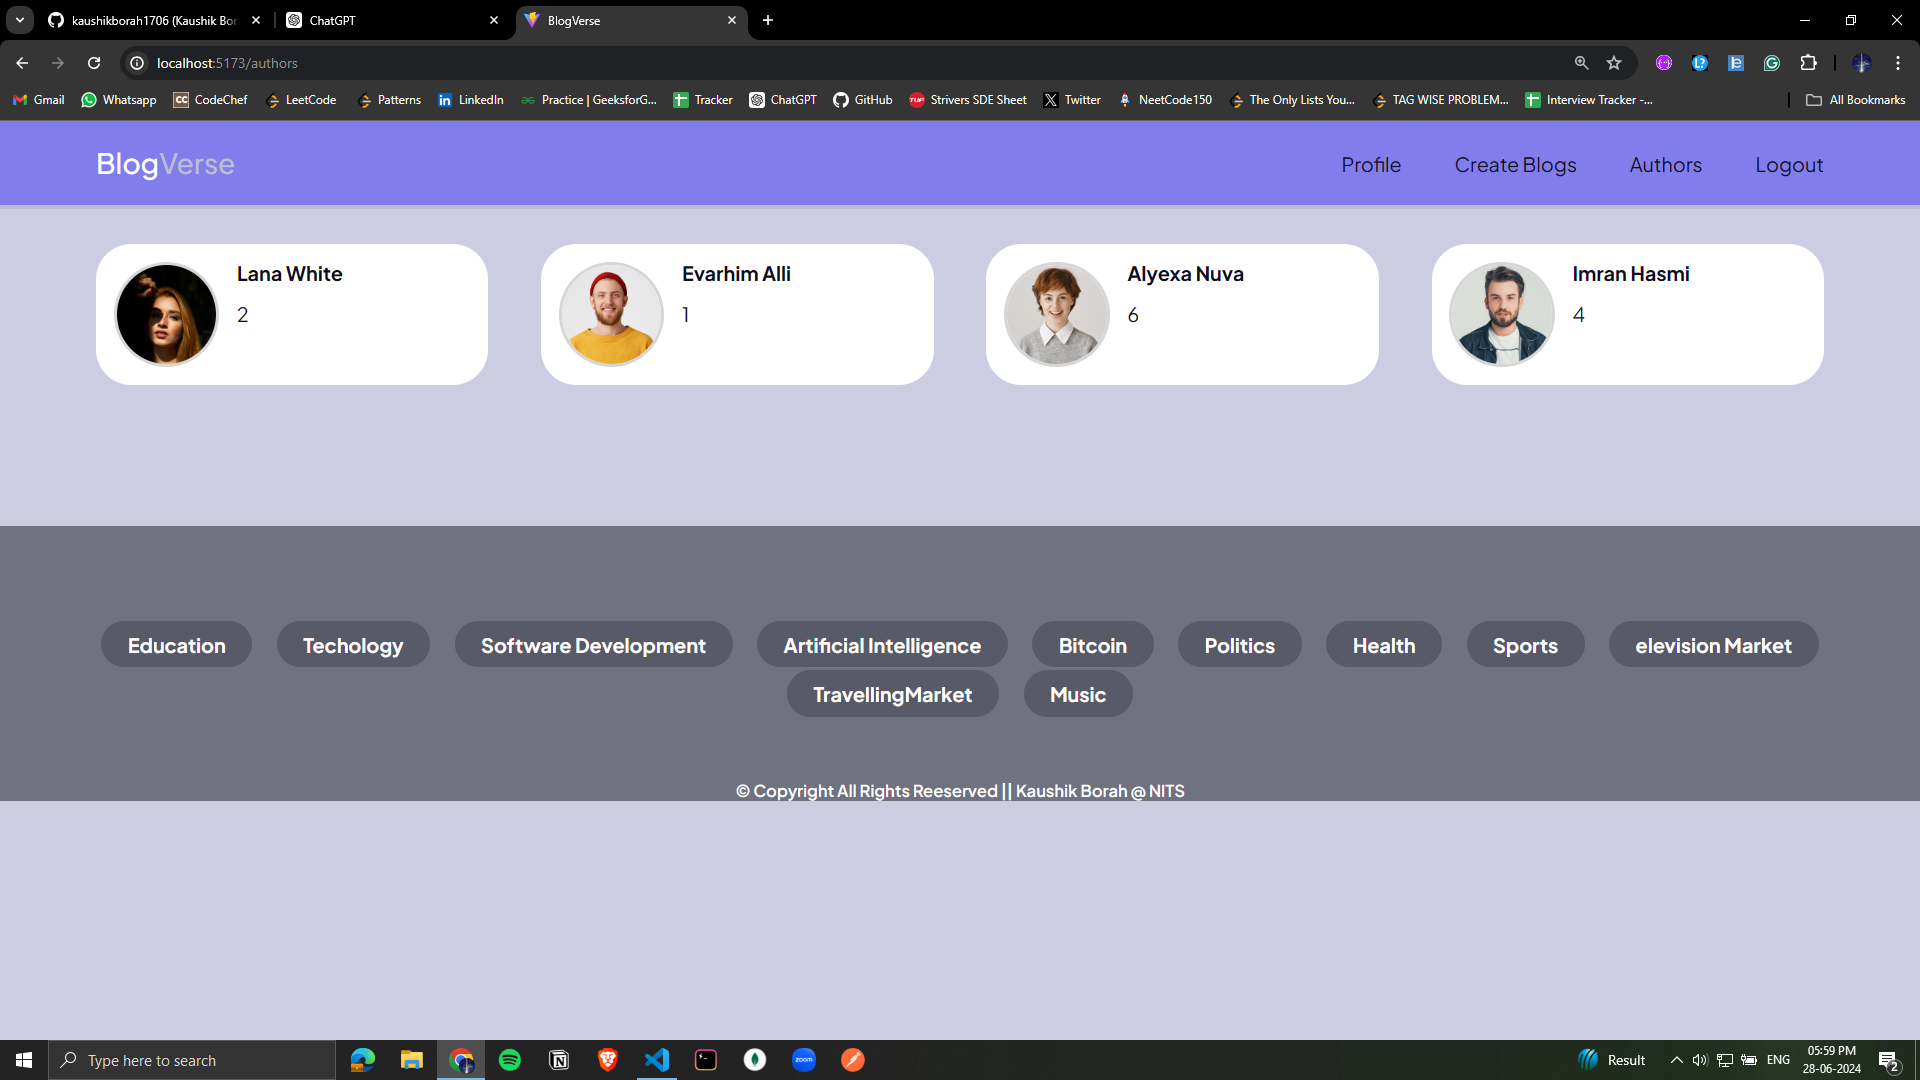 kaushikborah1706 (Kaushik Bor
ChatGPT
BlogVerse
localhost:5173/authors
Gmail
Whatsapp
CodeChef
LeetCode
Patterns
LinkedIn
Practice | GeeksforG...
Tracker
ChatGPT
GitHub
Strivers SDE Sheet
Twitter
NeetCode150
The Only Lists You...
TAG WISE PROBLEM...
Interview Tracker -...
All Bookmarks
BlogVerse
Profile
Create Blogs
Authors
Logout
Lana White
2
Evarhim Alli
1
Alyexa Nuva
6
Imran Hasmi
4
Education
Techology
Software Development
Artificial Intelligence
Bitcoin
Politics
Health
Sports
elevision Market
TravellingMarket
Music
© Copyright All Rights Reeserved || Kaushik Borah @ NITS
Type here to search
zoom
Result
ENG
05:59 PM
28-06-2024
2